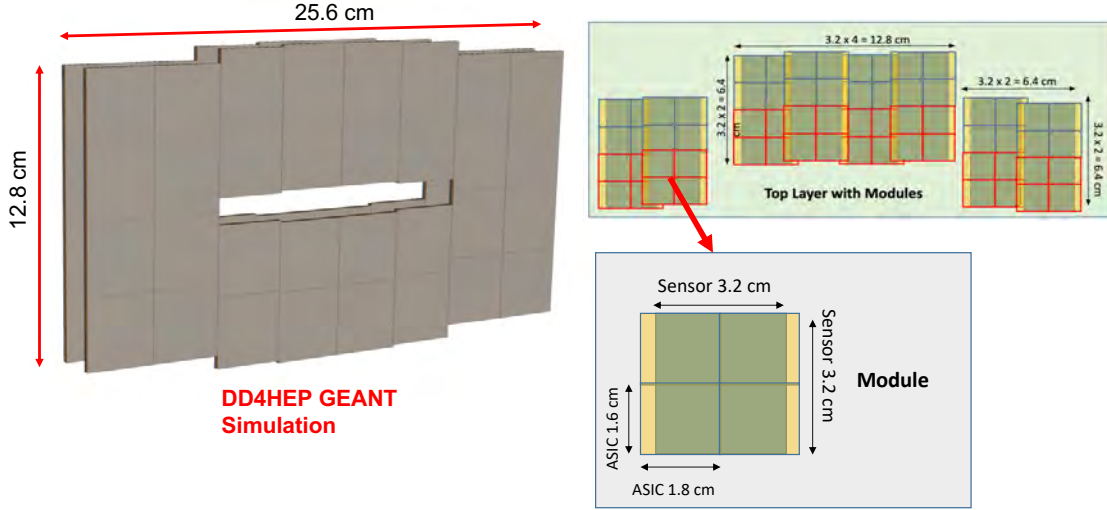 25.6 cm
12.8 cm
DD4HEP GEANT
Simulation
3.2 x 4 = 12.8 cm
3.2 x 2 = 6.4
cm
3.2 x 2 = 6.4 cm
3.2 x 2 = 6.4 cm
Top Layer with Modules
Sensor 3.2 cm
Sensor 3.2 cm
Module
ASIC 1.6 cm
ASIC 1.8 cm